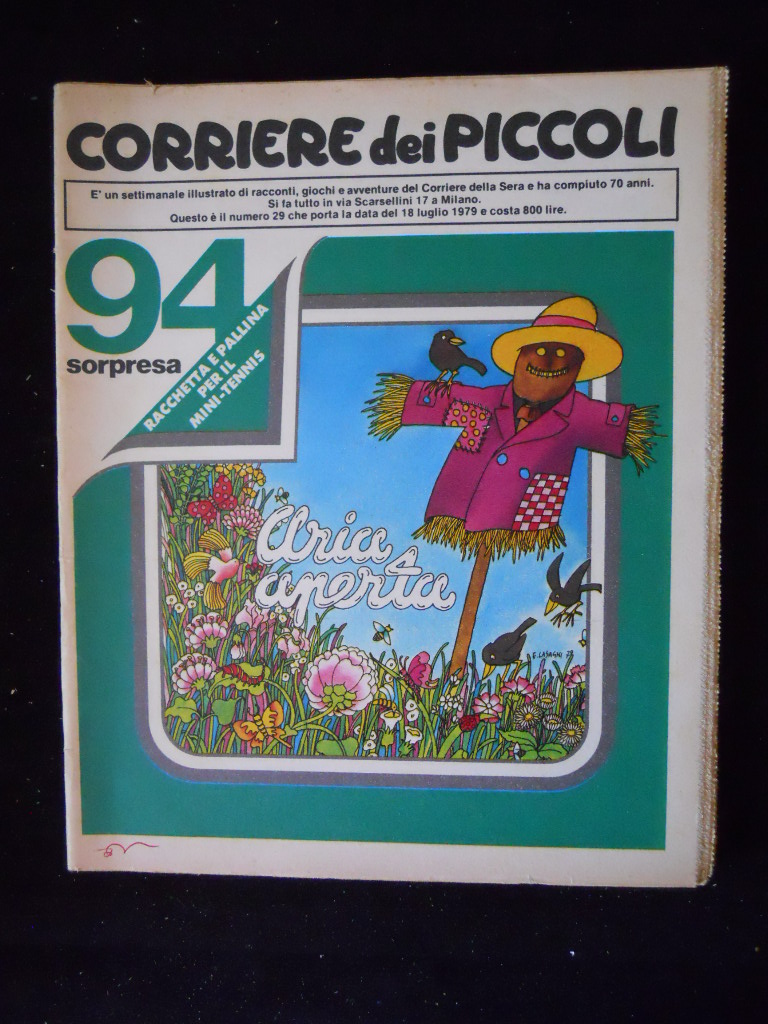 CORRIERE dei PICCOLI
E' un settimanale illustrato di racconti, giochi e avventure del Corriere della Sera e ha compiuto 70 anni.
Si fa tutto in via Scarsellini 17 a Milano.
Questo è il numero 29 che porta la data del 18 luglio 1979 e costa 800 lire.
94
sorpresa
RACCHETTA E PALLINA
PER IL
MINI-TENNIS
Aria
aperta